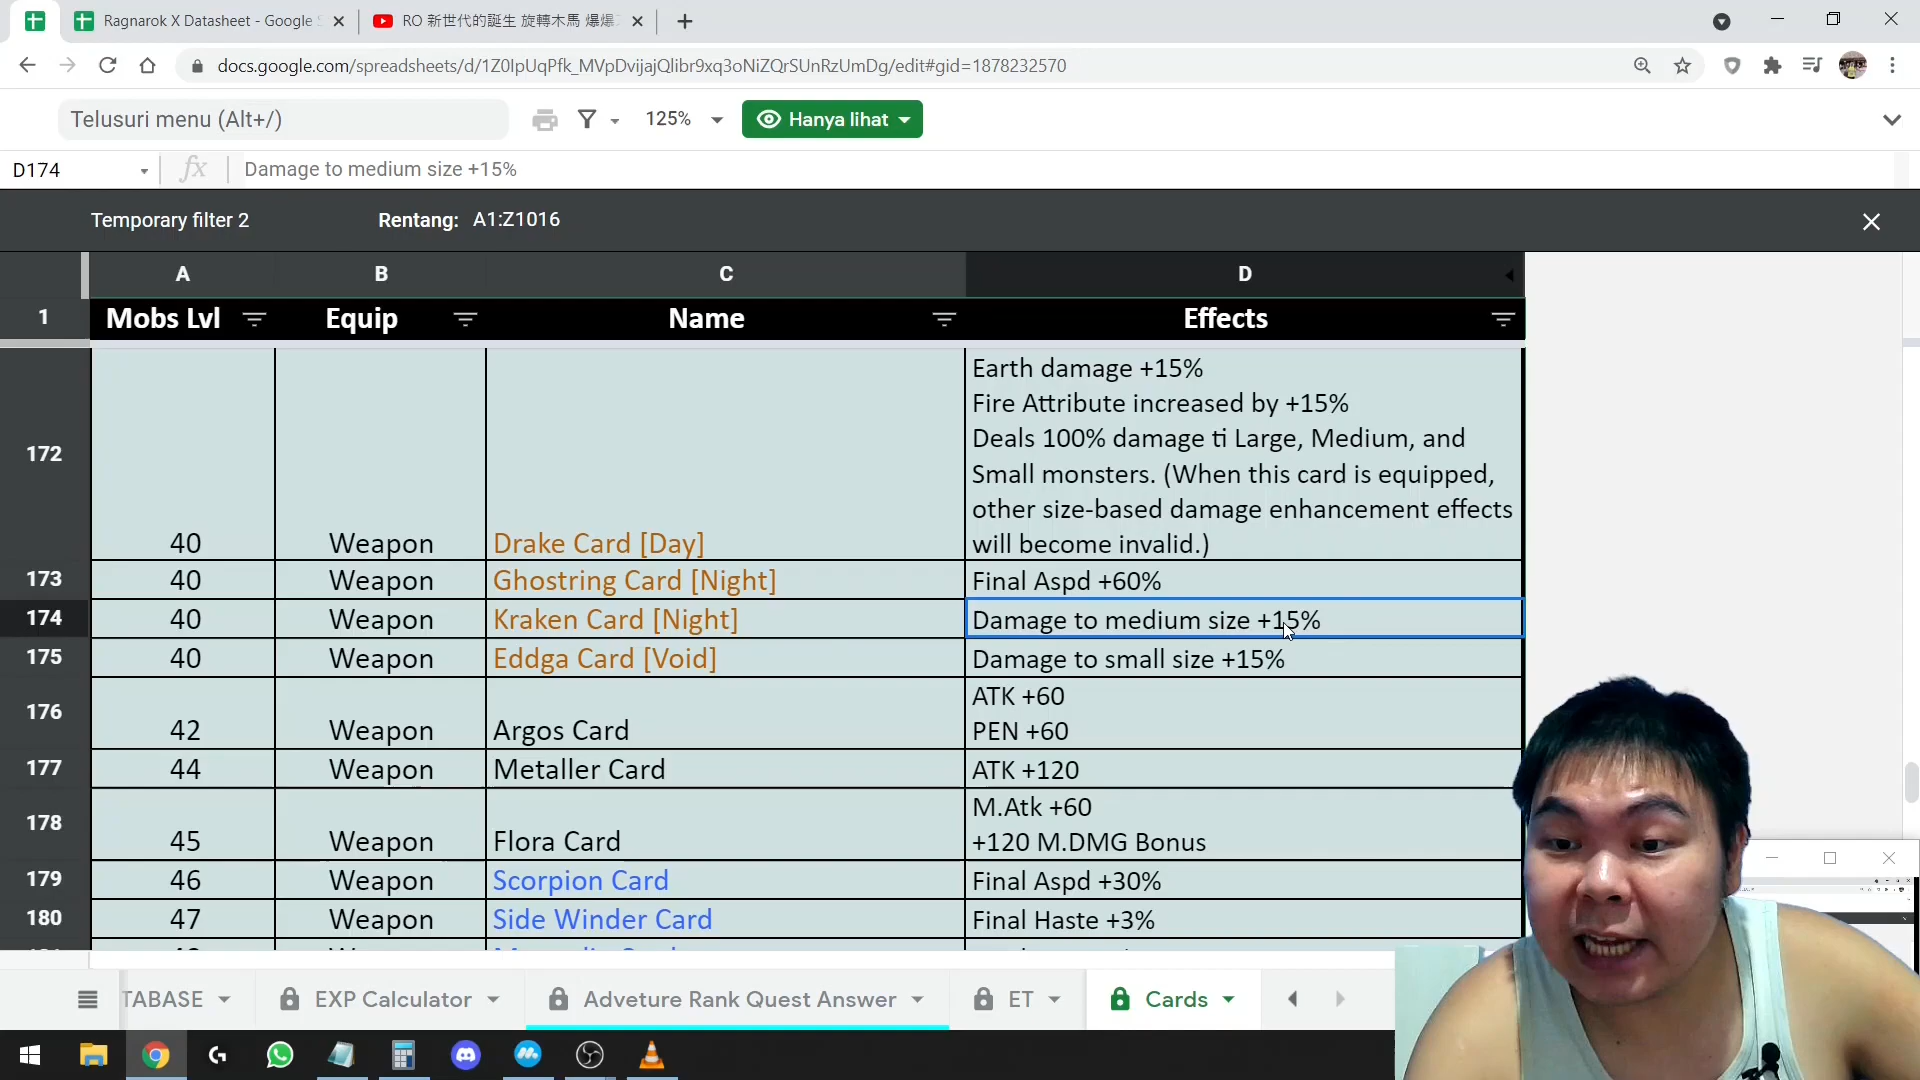 Ragnarok X Datasheet - Google S
RO 新世代的誕生 旋轉木馬 爆爆
docs.google.com/spreadsheets/d/1Z0IpUqPfk_MVpDvijajQlibr9xq3oNiZQrSUnRzUmDg/edit#gid=1878232570
Telusuri menu (Alt+/)
125%
Hanya lihat
D174
fx
Damage to medium size +15%
Temporary filter 2
Rentang: A1:Z1016
A
B
C
D
1
Mobs Lvl
Equip
Name
Effects
Earth damage +15%
Fire Attribute increased by +15%
Deals 100% damage ti Large, Medium, and
Small monsters. (When this card is equipped,
other size-based damage enhancement effects
will become invalid.)
172
40
Weapon
Drake Card [Day]
173
40
Weapon
Ghostring Card [Night]
Final Aspd +60%
174
40
Weapon
Kraken Card [Night]
Damage to medium size +15%
175
40
Weapon
Eddga Card [Void]
Damage to small size +15%
176
42
Weapon
Argos Card
ATK +60
PEN +60
177
44
Weapon
Metaller Card
ATK +120
178
45
Weapon
Flora Card
M.Atk +60
+120 M.DMG Bonus
179
46
Weapon
Scorpion Card
Final Aspd +30%
180
47
Weapon
Side Winder Card
Final Haste +3%
TABASE
EXP Calculator
Adveture Rank Quest Answer
ET
Cards